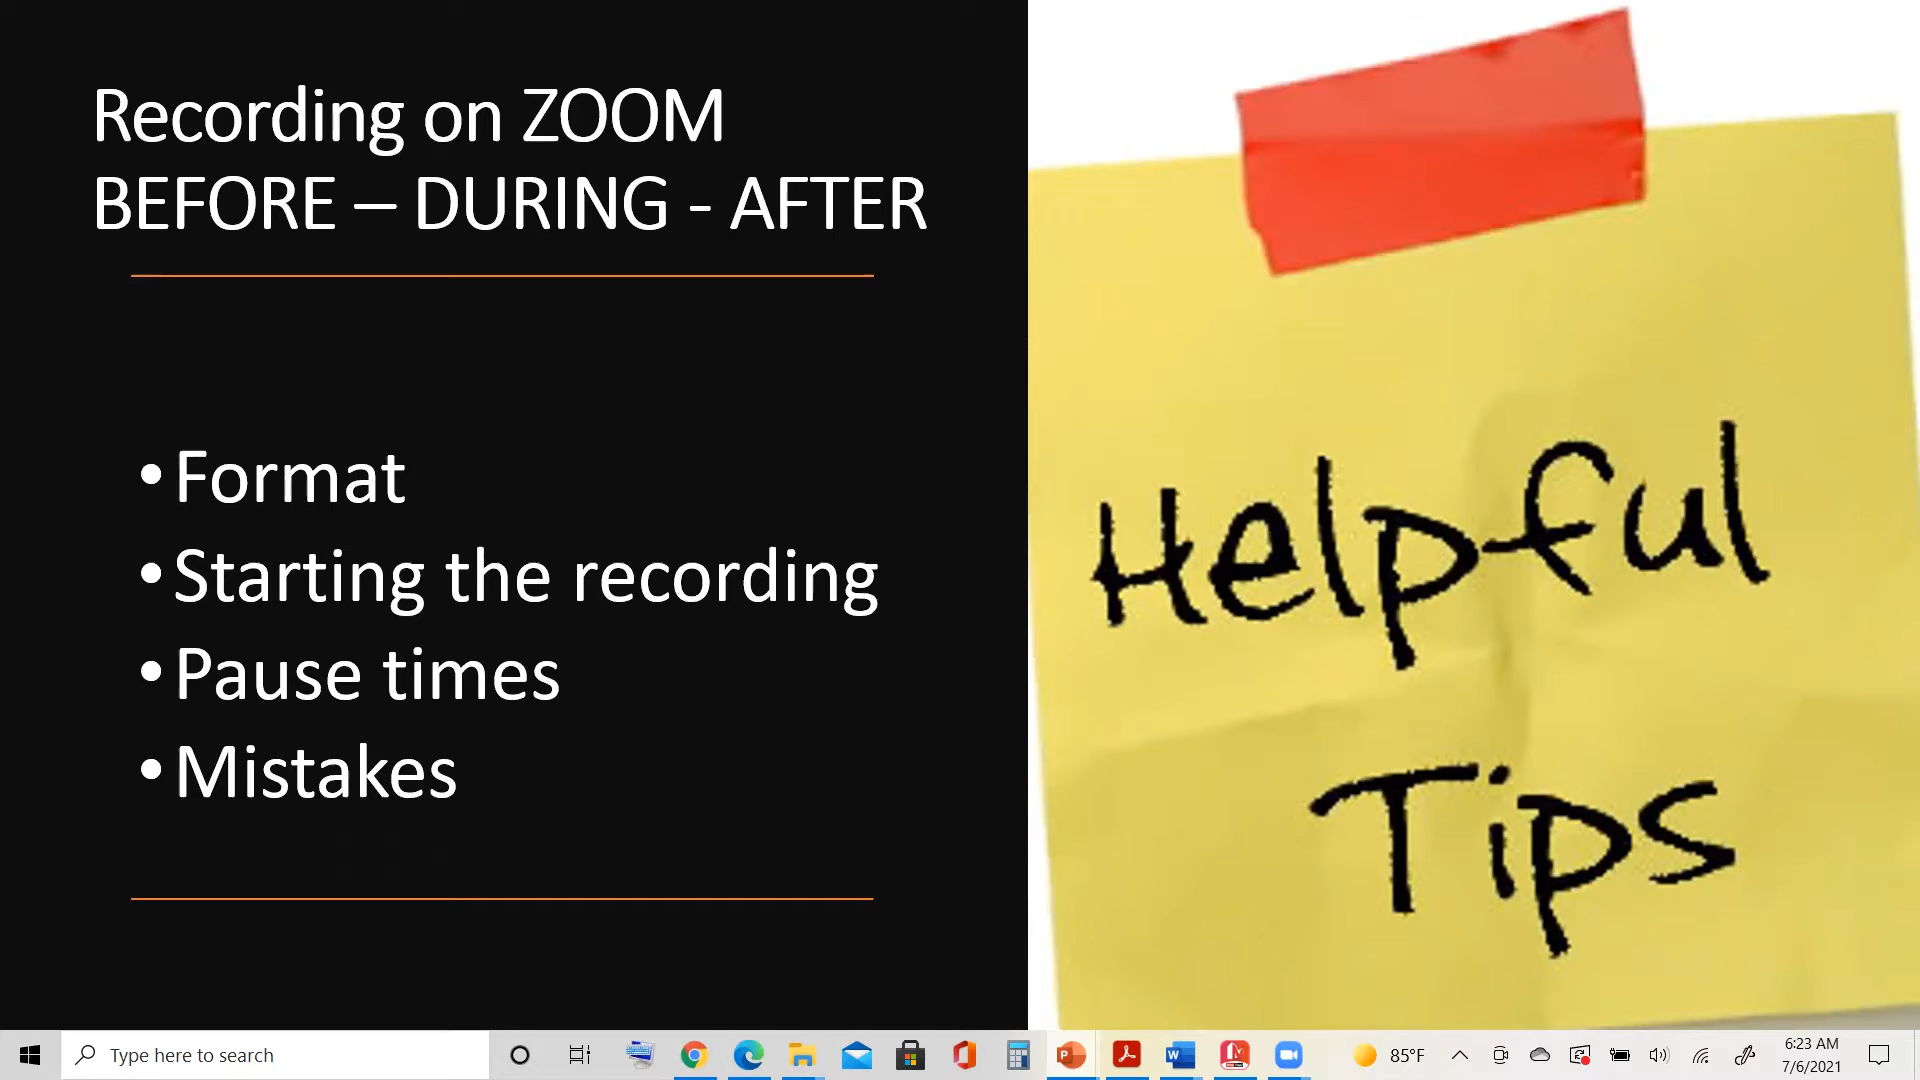 Recording on ZOOM
BEFORE – DURING - AFTER
•Format
•Starting the recording
•Pause times
•Mistakes
Helpful
Tips
Type here to search
85°F
6:23 AM
7/6/2021